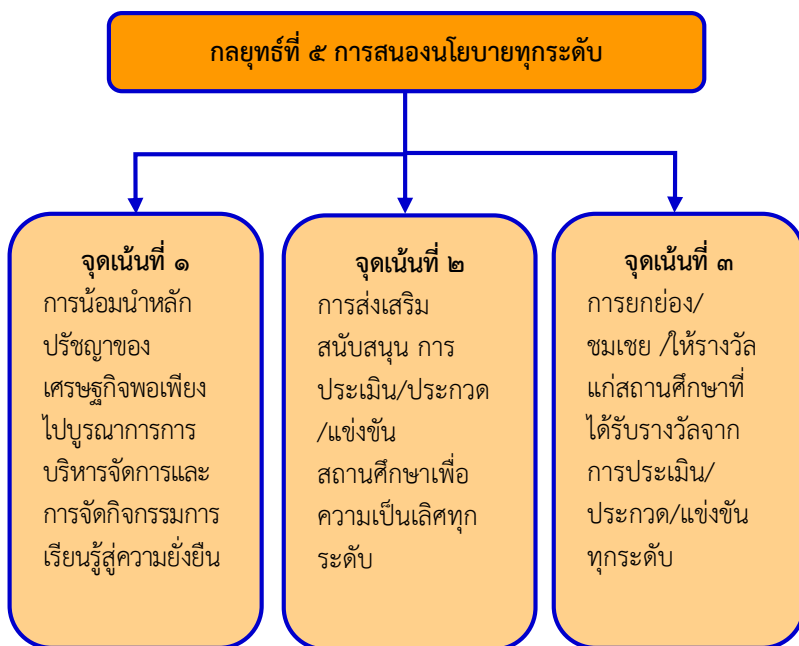 กลยุทธ์ที่ ๕ การสนองนโยบายทุกระดับ
จุดเน้นที่ ๑
การน้อมนำหลัก
ปรัชญาของ
เศรษฐกิจพอเพียง
ไปบูรณาการการ
บริหารจัดการและ
การจัดกิจกรรมการ
เรียนรู้สู่ความยั่งยืน
จุดเน้นที่ ๒
การส่งเสริม
สนับสนุน การ
ประเมิน/ประกวด
/แข่งขัน
สถานศึกษาเพื่อ
ความเป็นเลิศทุก
ระดับ
จุดเน้นที่ ๓
การยกย่อง/
ชมเชย /ให้รางวัล
แก่สถานศึกษาที่
ได้รับรางวัลจาก
การประเมิน/
ประกวด/แข่งขัน
ทุกระดับ